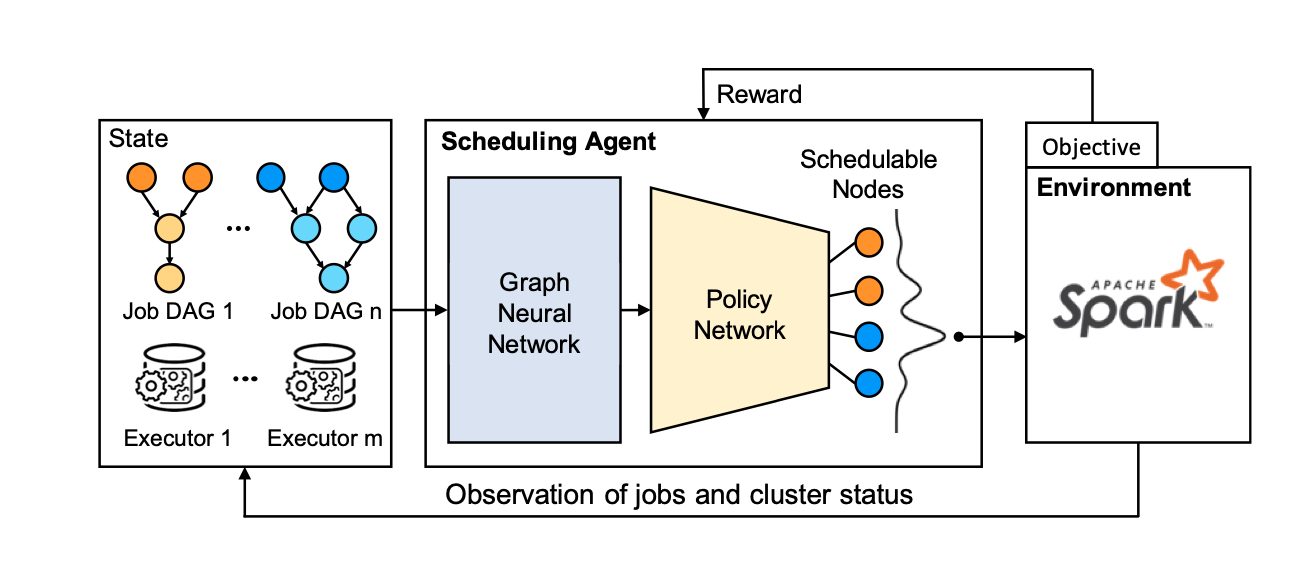 Reward
State
Job DAG 1
...
Job DAG n
Executor 1
...
Executor m
Scheduling Agent
Graph
Neural
Network
Policy
Network
Schedulable
Nodes
Objective
Environment
APACHE
Spark™
Observation of jobs and cluster status